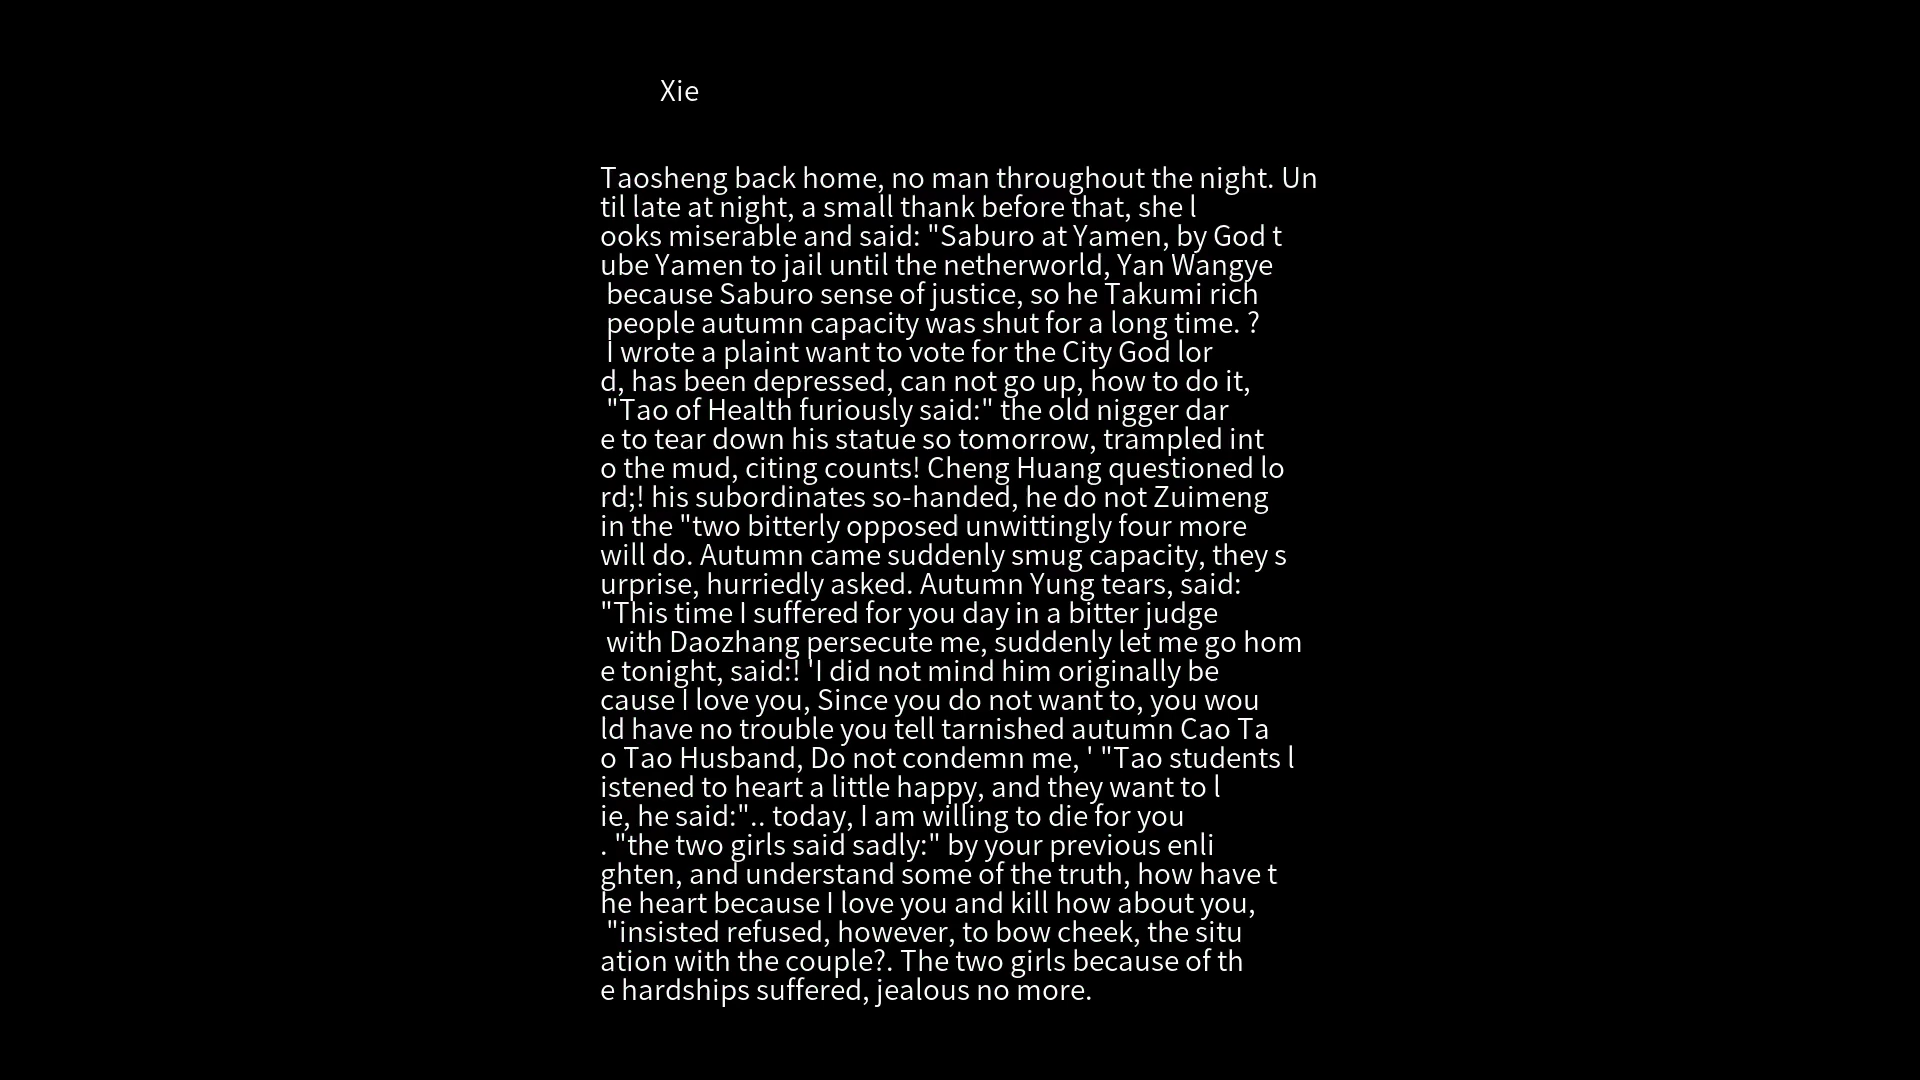 Xie
Taosheng back home, no man throughout the night. Un
til late at night, a small thank before that, she l
ooks miserable and said: "Saburo at Yamen, by God t
ube Yamen to jail until the netherworld, Yan Wangye
because Saburo sense of justice, so he Takumi rich
people autumn capacity was shut for a long time. ?
I wrote a plaint want to vote for the City God lor
d, has been depressed, can not go up, how to do it,
"Tao of Health furiously said:" the old nigger dar
e to tear down his statue so tomorrow, trampled int
o the mud, citing counts! Cheng Huang questioned lo
rd;! his subordinates so-handed, he do not Zuimeng
in the "two bitterly opposed unwittingly four more
will do. Autumn came suddenly smug capacity, they s
urprise, hurriedly asked. Autumn Yung tears, said:
"This time I suffered for you day in a bitter judge
with Daozhang persecute me, suddenly let me go hom
e tonight, said:! 'I did not mind him originally be
cause I love you, Since you do not want to, you wou
ld have no trouble you tell tarnished autumn Cao Ta
o Tao Husband, Do not condemn me, ' "Tao students l
istened to heart a little happy, and they want to l
ie, he said:".. today, I am willing to die for you
. "the two girls said sadly:" by your previous enli
ghten, and understand some of the truth, how have t
he heart because I love you and kill how about you,
"insisted refused, however, to bow cheek, the situ
ation with the couple?. The two girls because of th
e hardships suffered, jealous no more.